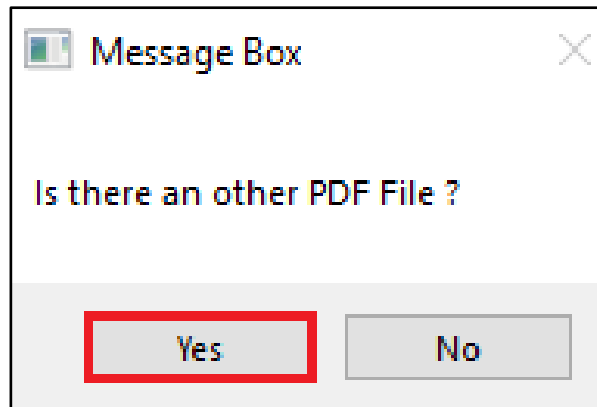 Message Box
Is there an other PDF File ?
Yes No